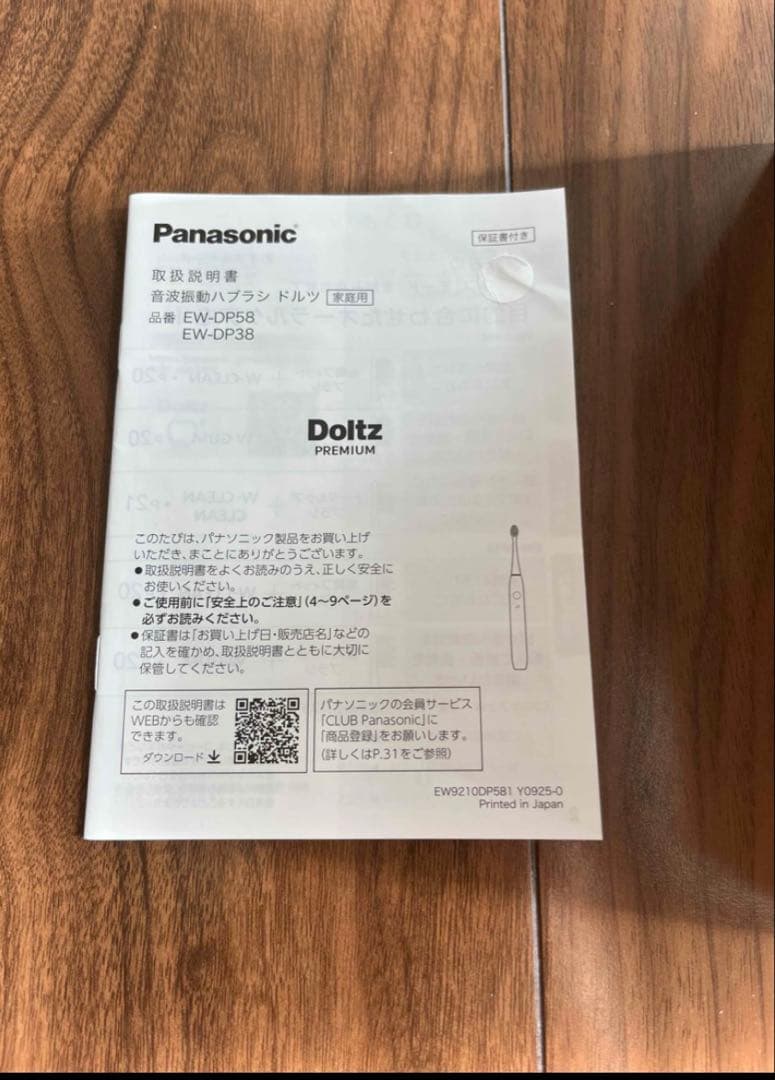 Panasonic
保証書付き
取扱説明書
音波振動ハブラシ ドルツ 家庭用
品番 EW-DP58
EW-DP38
Doltz
PREMIUM
このたびは、パナソニック製品をお買い上げ
いただき、まことにありがとうございます。
●取扱説明書をよくお読みのうえ、正しく安全に
お使いください。
●ご使用前に「安全上のご注意」(4〜9ページ)を
必ずお読みください。
●保証書は「お買い上げ日・販売店名」などの
記入を確かめ、取扱説明書とともに大切に
保管してください。
この取扱説明書は
WEBからも確認
できます。
ダウンロード
パナソニックの会員サービス
「CLUB Panasonic」に
「商品登録」をお願いします。
(詳しくはP.31をご参照)
EW9210DP581 Y0925-0
Printed in Japan